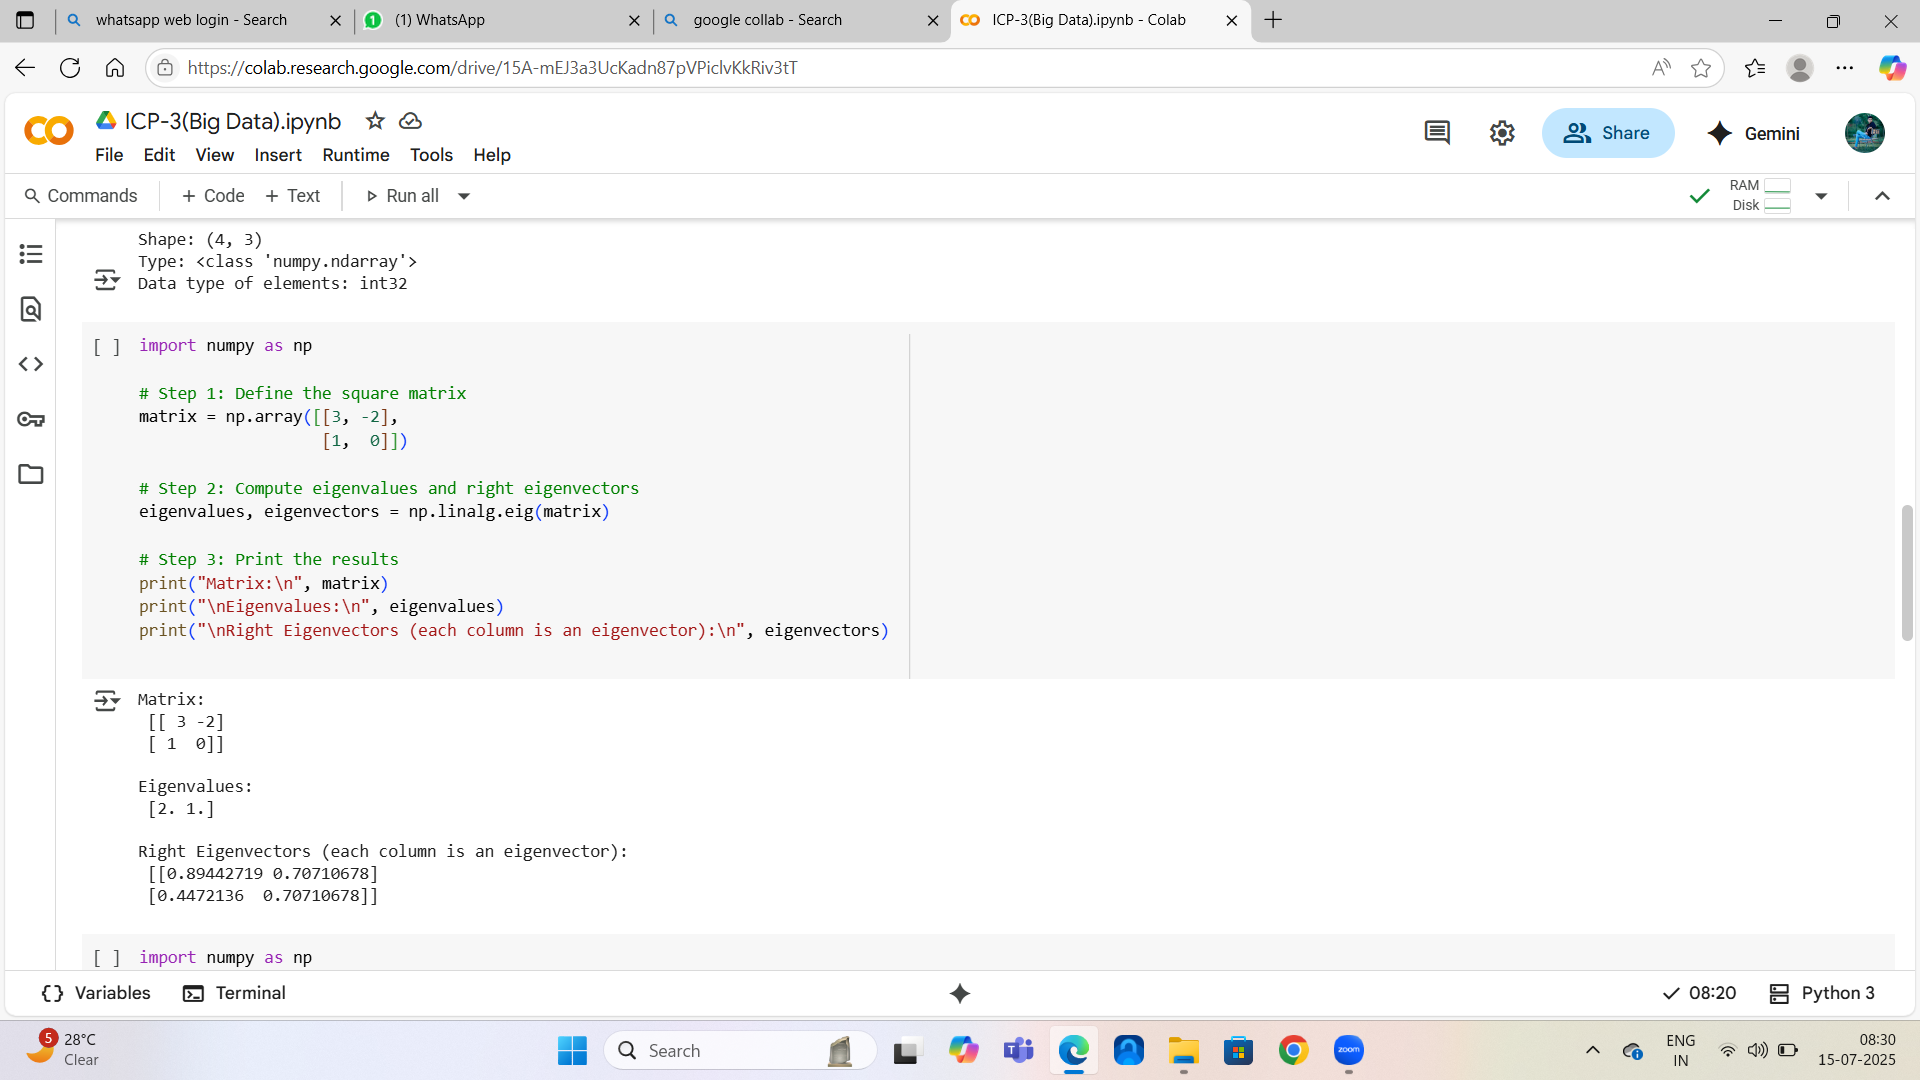 whatsapp web login - Search
(1) WhatsApp
google collab - Search
ICP-3(Big Data).ipynb - Colab
https://colab.research.google.com/drive/15A-mEJ3a3UcKadn87pVPiclvKkRiv3tT
ICP-3(Big Data).ipynb
File Edit View Insert Runtime Tools Help
Share
Gemini
Commands + Code + Text Run all
RAM
Disk
Shape: (4, 3)
Type: <class 'numpy.ndarray'>
Data type of elements: int32
[ ] import numpy as np
# Step 1: Define the square matrix
matrix = np.array([[3, -2],
[1,  0]])
# Step 2: Compute eigenvalues and right eigenvectors
eigenvalues, eigenvectors = np.linalg.eig(matrix)
# Step 3: Print the results
print("Matrix:\n", matrix)
print("\nEigenvalues:\n", eigenvalues)
print("\nRight Eigenvectors (each column is an eigenvector):\n", eigenvectors)
Matrix:
[[ 3 -2]
[ 1  0]]
Eigenvalues:
[2. 1.]
Right Eigenvectors (each column is an eigenvector):
[[0.89442719 0.70710678]
[0.4472136  0.70710678]]
[ ] import numpy as np
{} Variables Terminal
08:20 Python 3
5
28°C
Clear
Search
zoom
ENG
IN
08:30
15-07-2025